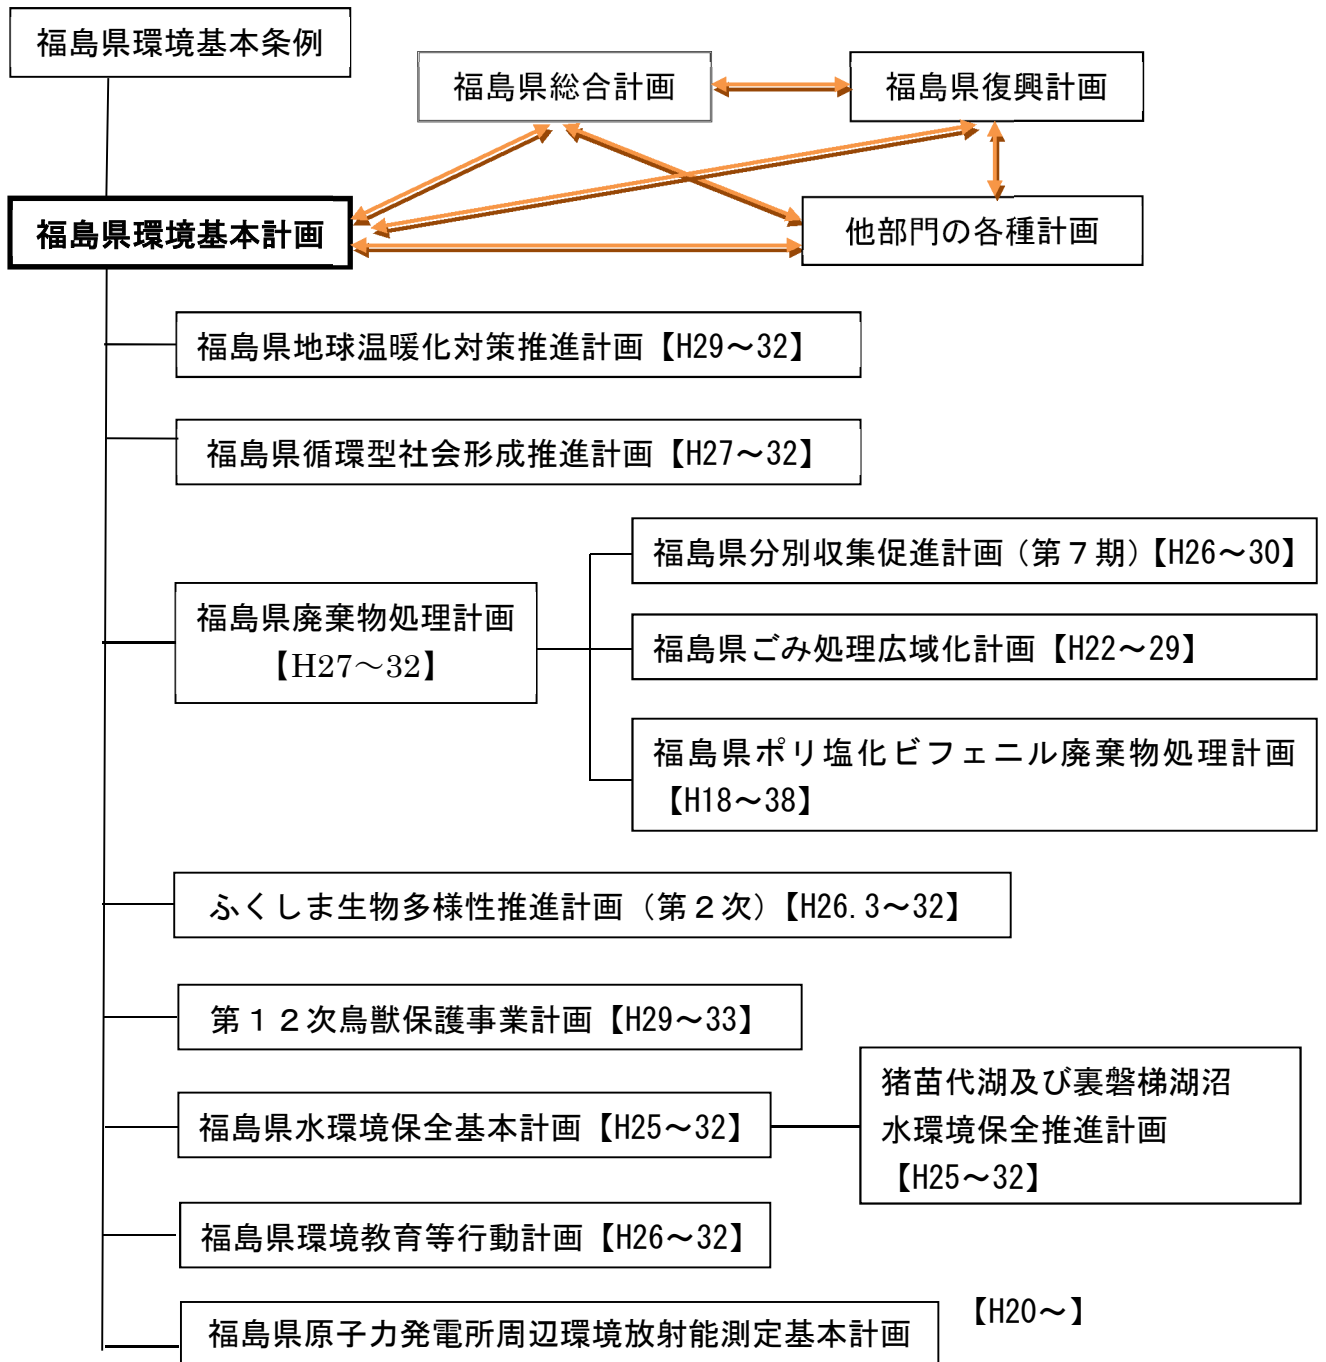 福島県環境基本条例
福島県総合計画
福島県復興計画
福島県環境基本計画
他部門の各種計画
福島県地球温暖化対策推進計画【H29～32】
福島県循環型社会形成推進計画【H27～32】
福島県廃棄物処理計画
【H27～32】
福島県分別収集促進計画（第７期）【H26～30】
福島県ごみ処理広域化計画【H22～29】
福島県ポリ塩化ビフェニル廃棄物処理計画
【H18～38】
ふくしま生物多様性推進計画（第２次）【H26.3～32】
第１２次鳥獣保護事業計画【H29～33】
福島県水環境保全基本計画【H25～32】
猪苗代湖及び裏磐梯湖沼
水環境保全推進計画
【H25～32】
福島県環境教育等行動計画【H26～32】
福島県原子力発電所周辺環境放射能測定基本計画
【H20～】